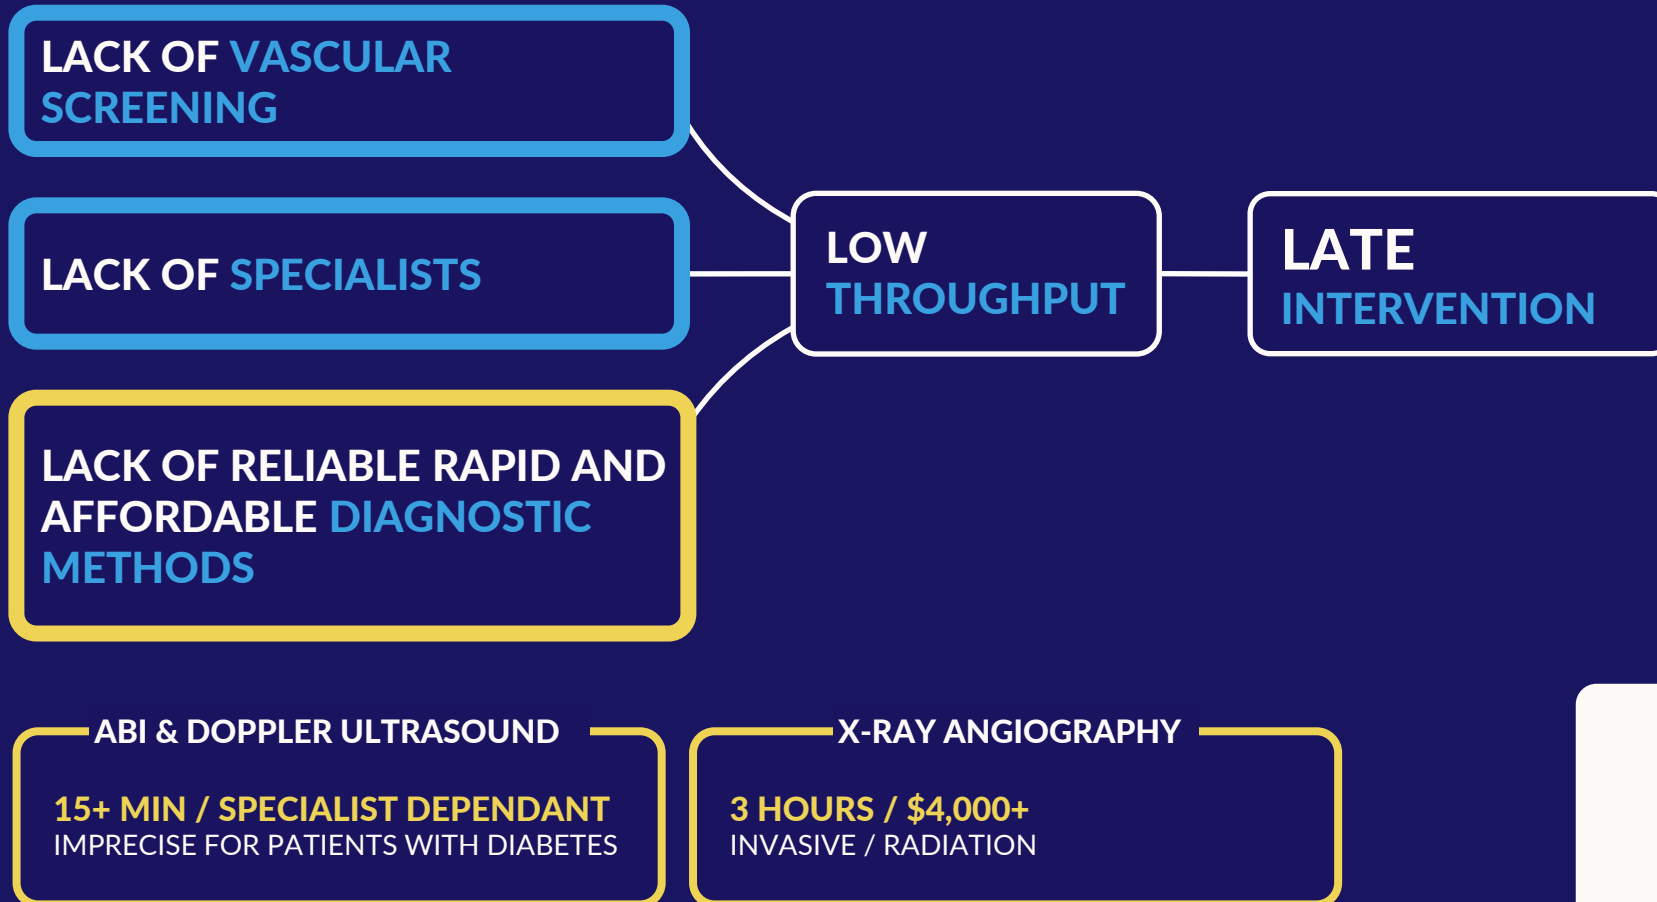 LACK OF VASCULAR
SCREENING
LACK OF SPECIALISTS
LACK OF RELIABLE RAPID AND
AFFORDABLE DIAGNOSTIC
METHODS
LOW
THROUGHPUT
LATE
INTERVENTION
ABI & DOPPLER ULTRASOUND
15+ MIN / SPECIALIST DEPENDANT
IMPRECISE FOR PATIENTS WITH DIABETES
X-RAY ANGIOGRAPHY
3 HOURS / $4,000+
INVASIVE / RADIATION